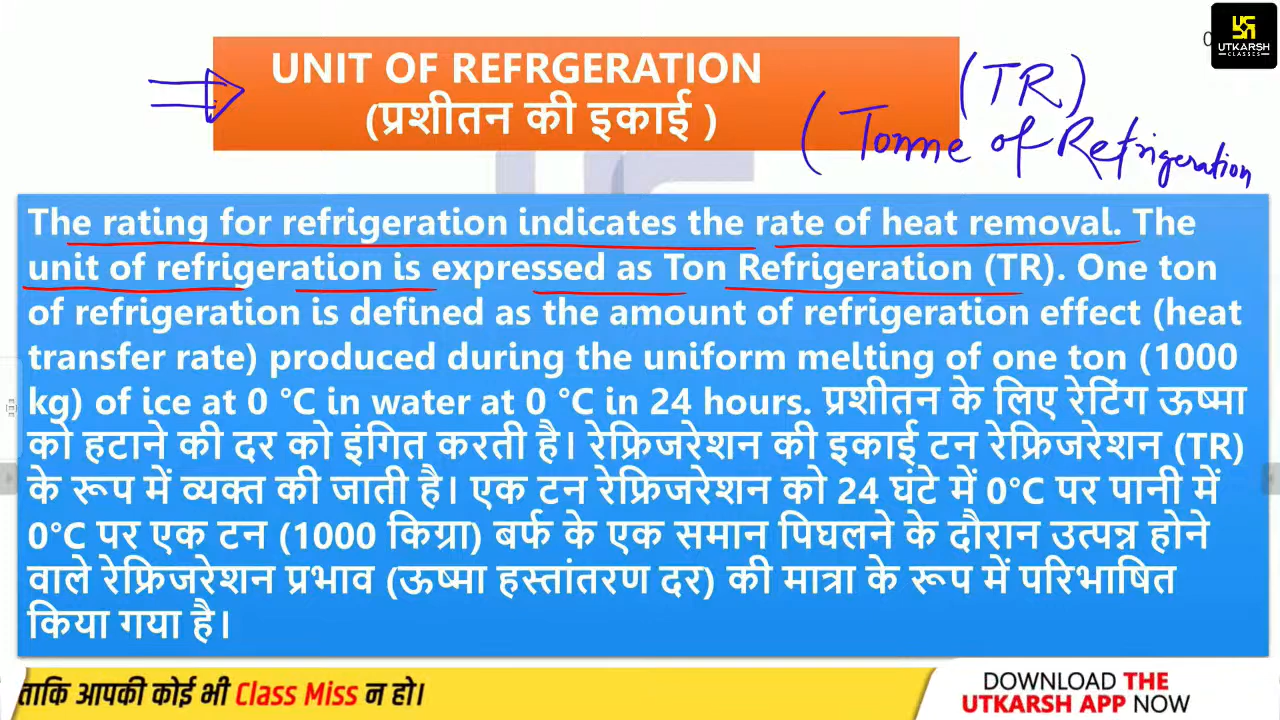 UTKARSH
CLASSES
UNIT OF REFRGERATION
(प्रशीतन की इकाई )
(TR)
(Tonne of Refrigeration
The rating for refrigeration indicates the rate of heat removal. The
unit of refrigeration is expressed as Ton Refrigeration (TR). One ton
of refrigeration is defined as the amount of refrigeration effect (heat
transfer rate) produced during the uniform melting of one ton (1000
kg) of ice at 0 °C in water at 0 °C in 24 hours. प्रशीतन के लिए रेटिंग ऊष्मा
को हटाने की दर को इंगित करती है। रेफ्रिजरेशन की इकाई टन रेफ्रिजरेशन (TR)
के रूप में व्यक्त की जाती है। एक टन रेफ्रिजरेशन को 24 घंटे में 0°C पर पानी में
0°C पर एक टन (1000 किग्रा) बर्फ के एक समान पिघलने के दौरान उत्पन्न होने
वाले रेफ्रिजरेशन प्रभाव (ऊष्मा हस्तांतरण दर) की मात्रा के रूप में परिभाषित
किया गया है।
ताकि आपकी कोई भी Class Miss न हो।
DOWNLOAD THE
UTKARSH APP NOW